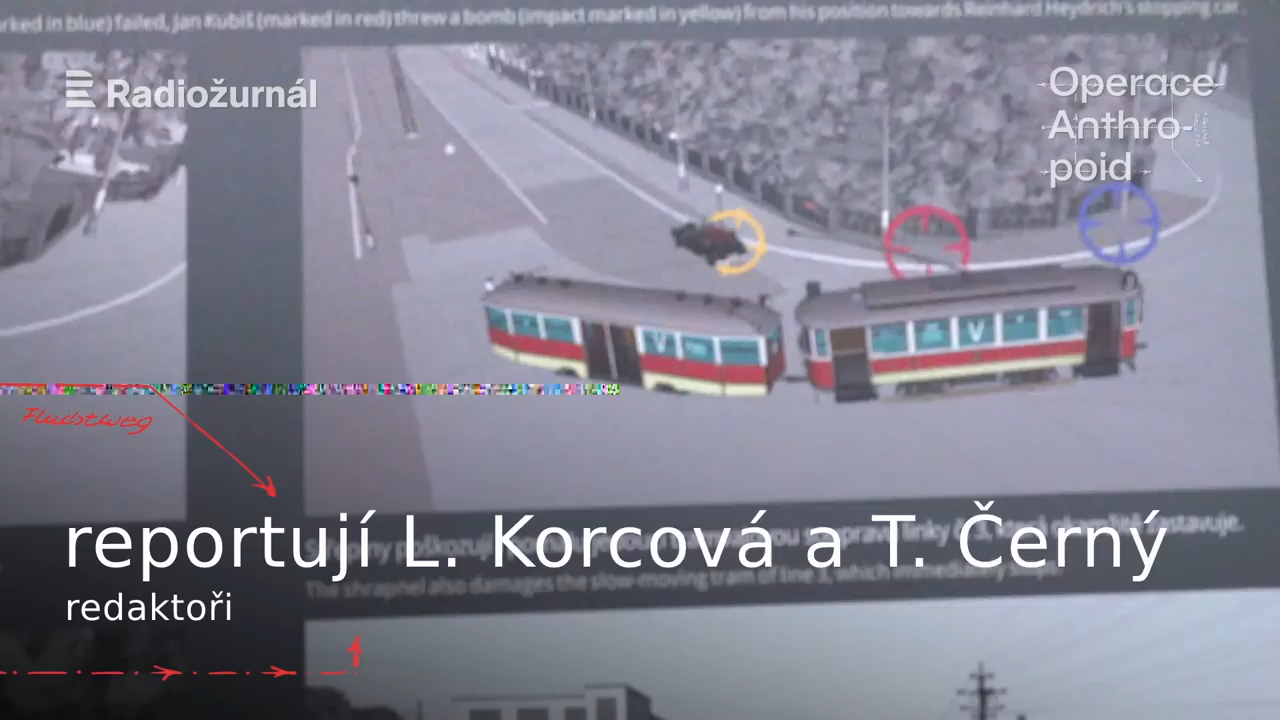 rked in blue) failed, Jan Kubiš (marked in red) threw a bomb (impact marked in yellow) from his position towards Reinhard Heydrich's stopping car.
Radiožurnál
Operace
Anthro-
poid
V
V
Fluchtweg
reportují L. Korcová a T. Černý
redaktoři
The shrapnel also damages the slow-moving tram of line 3, which immediately stops.